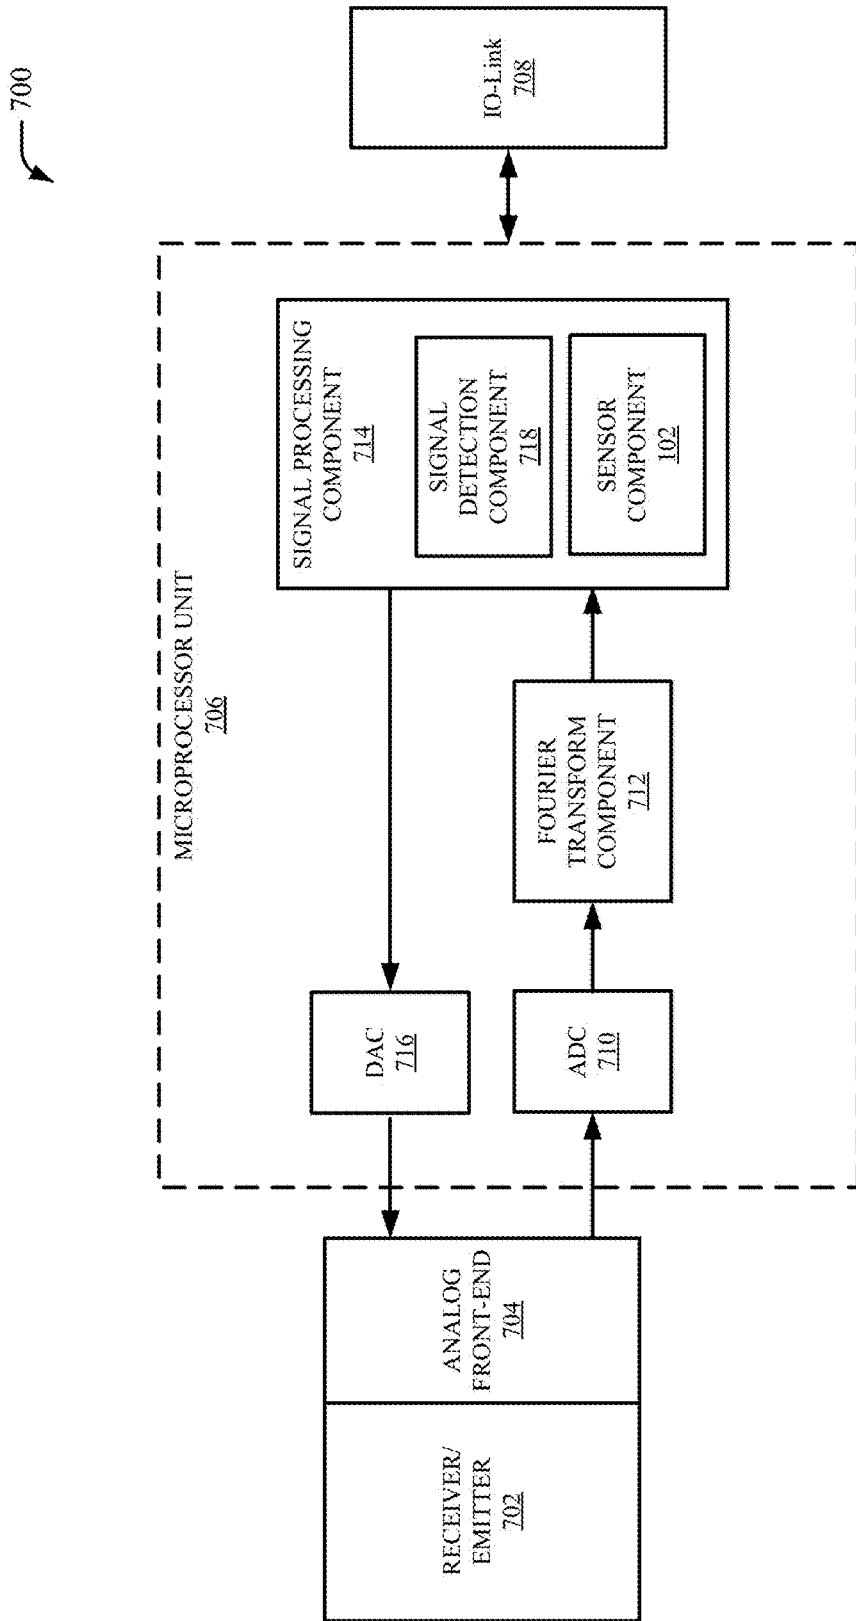 700
MICROPROCESSOR UNIT
706
RECEIVER/
EMITTER
702
ANALOG
FRONT-END
704
DAC
716
ADC
710
FOURIER
TRANSFORM
COMPONENT
712
SIGNAL PROCESSING
COMPONENT
714
SIGNAL
DETECTION
COMPONENT
718
SENSOR
COMPONENT
102
IO-Link
708